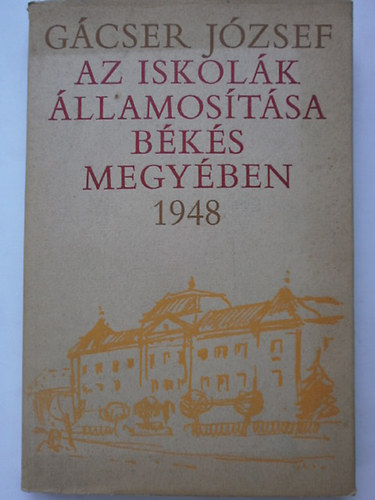 GÁCSER JÓZSEF
AZ ISKOLÁK
ÁLLAMOSÍTÁSA
BÉKÉS
MEGYÉBEN
1948